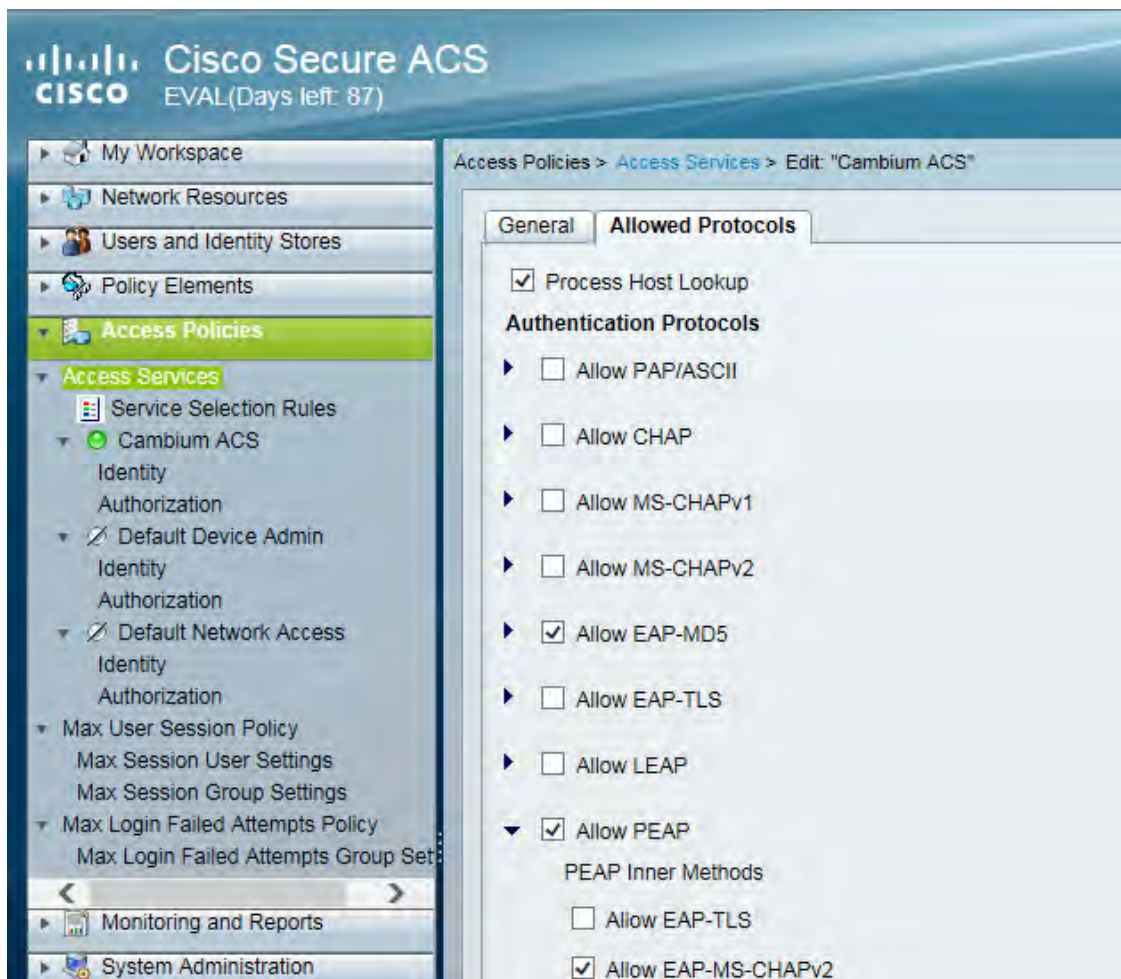 CISCO
Cisco Secure ACS
EVAL(Days left: 87)
My Workspace
Network Resources
Users and Identity Stores
Policy Elements
Access Policies
Access Services
Service Selection Rules
Cambium ACS
Identity
Authorization
Default Device Admin
Identity
Authorization
Default Network Access
Identity
Authorization
Max User Session Policy
Max Session User Settings
Max Session Group Settings
Max Login Failed Attempts Policy
Max Login Failed Attempts Group Set
Monitoring and Reports
System Administration
Access Policies > Access Services > Edit: "Cambium ACS"
General Allowed Protocols
Process Host Lookup
Authentication Protocols
Allow PAP/ASCII
Allow CHAP
Allow MS-CHAPv1
Allow MS-CHAPv2
Allow EAP-MD5
Allow EAP-TLS
Allow LEAP
Allow PEAP
PEAP Inner Methods
Allow EAP-TLS
Allow EAP-MS-CHAPv2